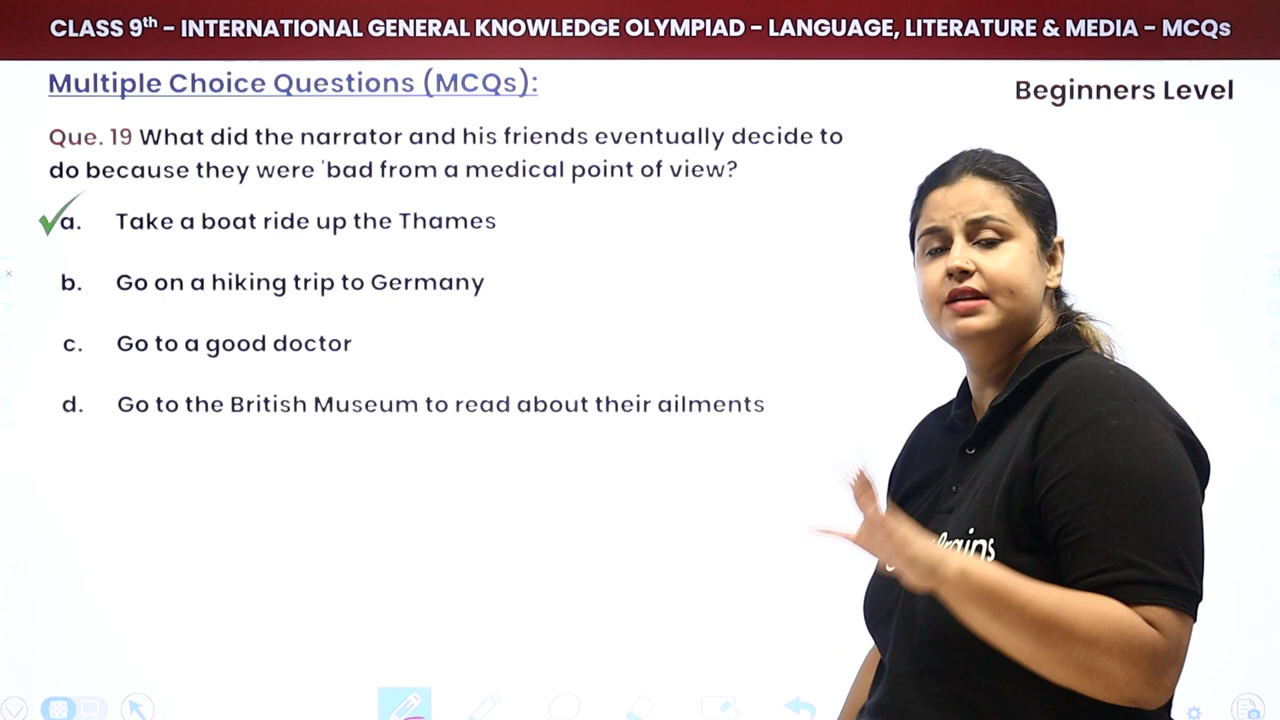 CLASS 9th - INTERNATIONAL GENERAL KNOWLEDGE OLYMPIAD - LANGUAGE, LITERATURE & MEDIA - MCQs
Multiple Choice Questions (MCQs):
Beginners Level
Que. 19 What did the narrator and his friends eventually decide to
do because they were 'bad from a medical point of view?
a. Take a boat ride up the Thames
b. Go on a hiking trip to Germany
c. Go to a good doctor
d. Go to the British Museum to read about their ailments